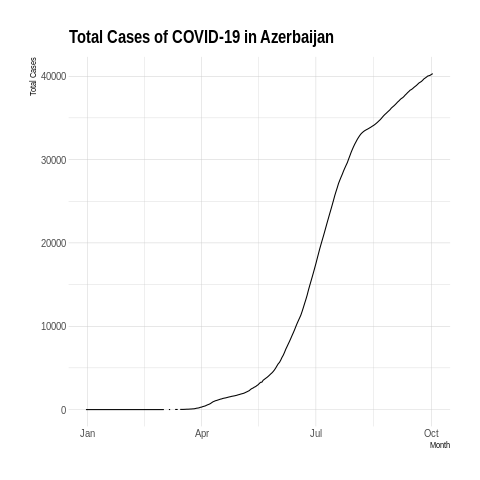 Total Cases of COVID-19 in Azerbaijan
Total Cases
40000
30000
20000
10000
0
Jan Apr Jul Oct
Month